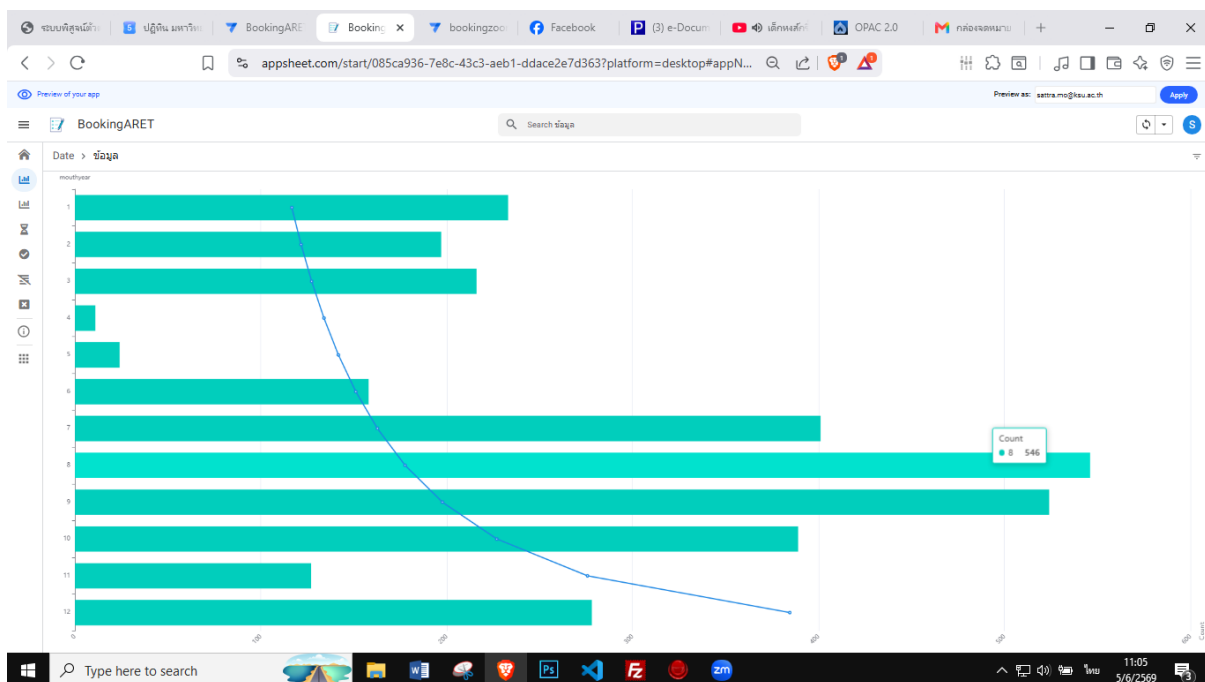 ระบบพิสูจน์ตัว
ปฏิทิน มหาวิทย
BookingARE
Booking
bookingzoo
Facebook
(3) e-Docum
เด็กหงส์กร
OPAC 2.0
กล่องจดหมาย
appsheet.com/start/085ca936-7e8c-43c3-aeb1-ddace2e7d363?platform=desktop#appN...
Preview of your app
Preview as: sattra.mo@ksu.ac.th
Apply
BookingARET
Search ข้อมูล
S
Date > ข้อมูล
mouthyear
1
2
3
4
5
6
7
8
9
10
11
12
Count
8 546
0 100 200 300 400 500 600
Count
Type here to search
ไทย
11:05
5/6/2569
3